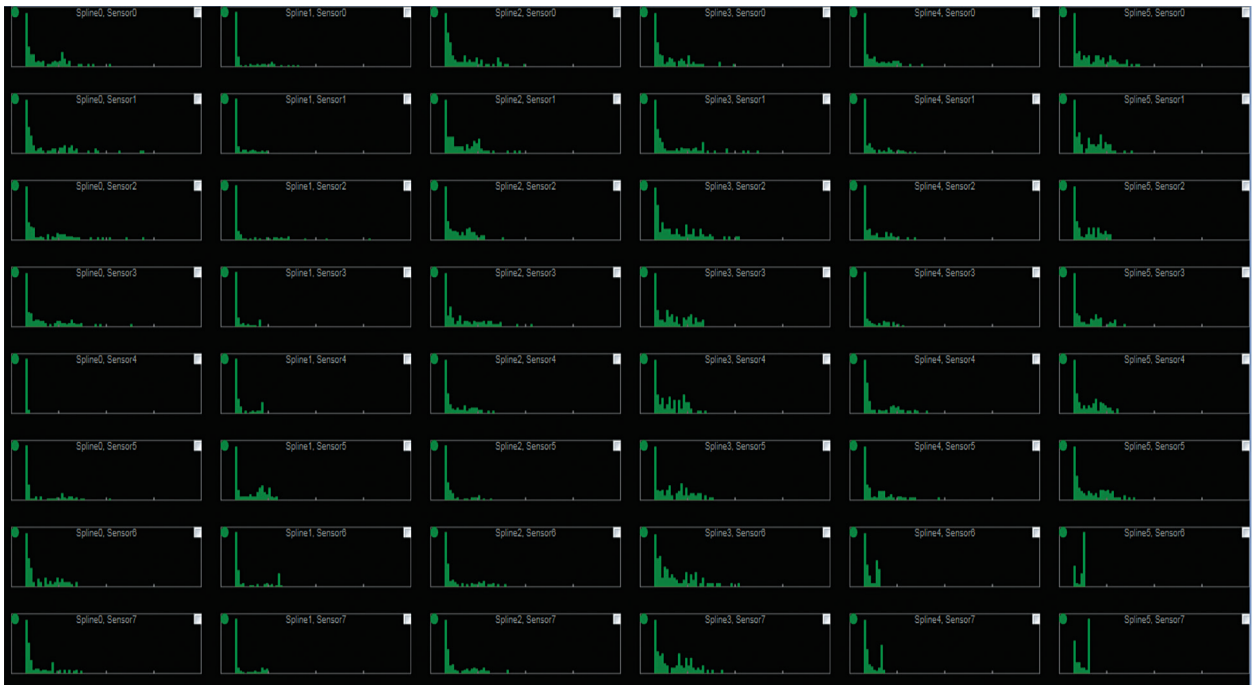 Spline0, Sensor0
Spline1, Sensor0
Spline2, Sensor0
Spline3, Sensor0
Spline4, Sensor0
Spline5, Sensor0
Spline0, Sensor1
Spline1, Sensor1
Spline2, Sensor1
Spline3, Sensor1
Spline4, Sensor1
Spline5, Sensor1
Spline0, Sensor2
Spline1, Sensor2
Spline2, Sensor2
Spline3, Sensor2
Spline4, Sensor2
Spline5, Sensor2
Spline0, Sensor3
Spline1, Sensor3
Spline2, Sensor3
Spline3, Sensor3
Spline4, Sensor3
Spline5, Sensor3
Spline0, Sensor4
Spline1, Sensor4
Spline2, Sensor4
Spline3, Sensor4
Spline4, Sensor4
Spline5, Sensor4
Spline0, Sensor5
Spline1, Sensor5
Spline2, Sensor5
Spline3, Sensor5
Spline4, Sensor5
Spline5, Sensor5
Spline0, Sensor6
Spline1, Sensor6
Spline2, Sensor6
Spline3, Sensor6
Spline4, Sensor6
Spline5, Sensor6
Spline0, Sensor7
Spline1, Sensor7
Spline2, Sensor7
Spline3, Sensor7
Spline4, Sensor7
Spline5, Sensor7